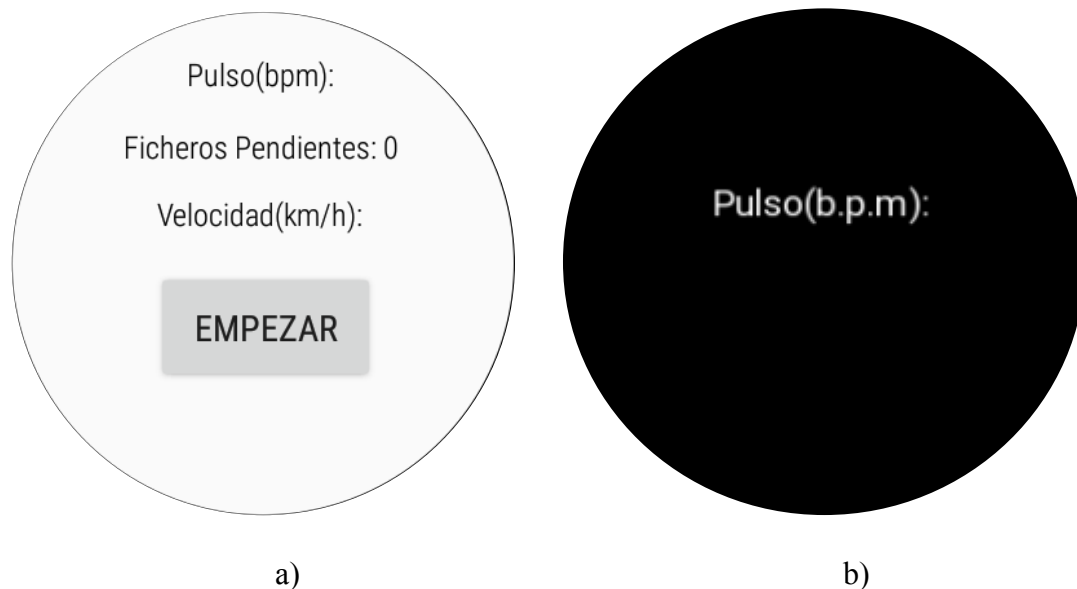 Pulso(bpm):
Ficheros Pendientes: 0
Velocidad(km/h):
EMPEZAR
a)
Pulso(b.p.m):
b)